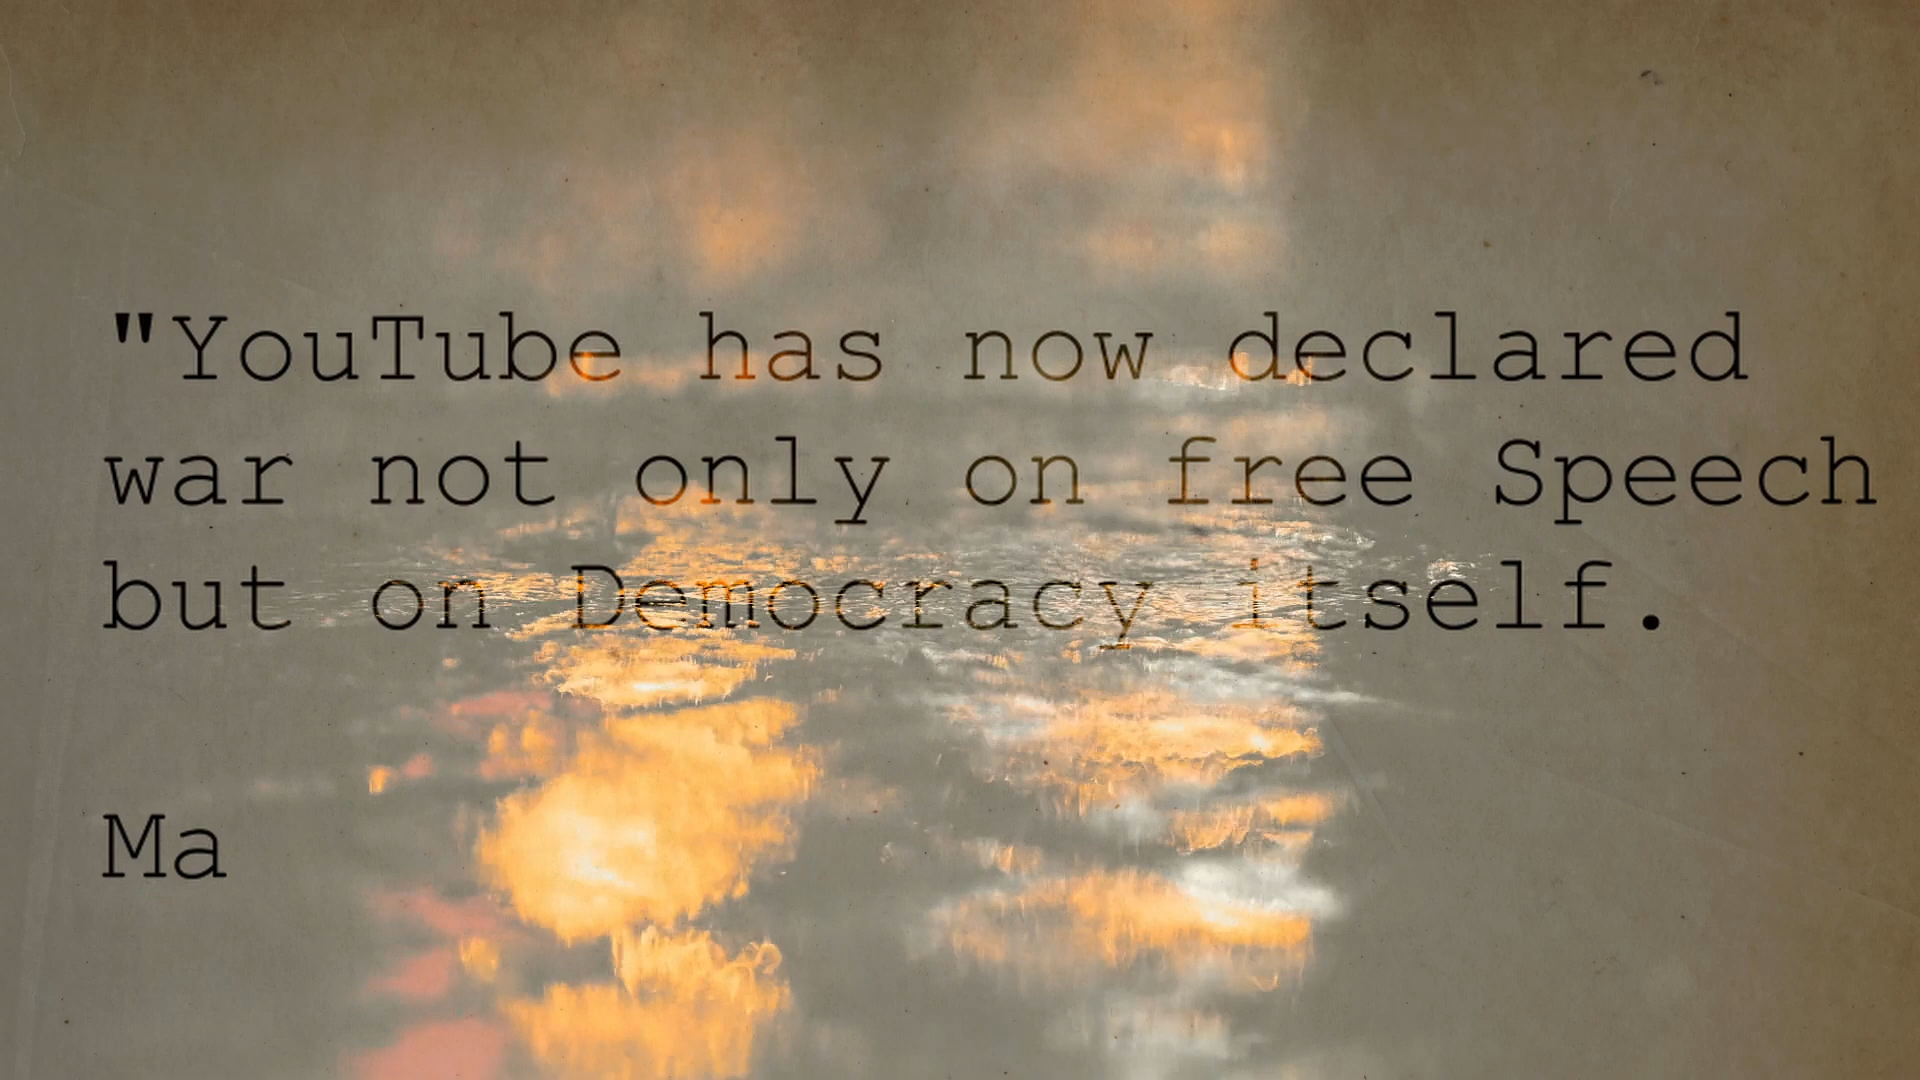 "YouTube has now declared
war not only on free Speech
but on Democracy itself.
Ma